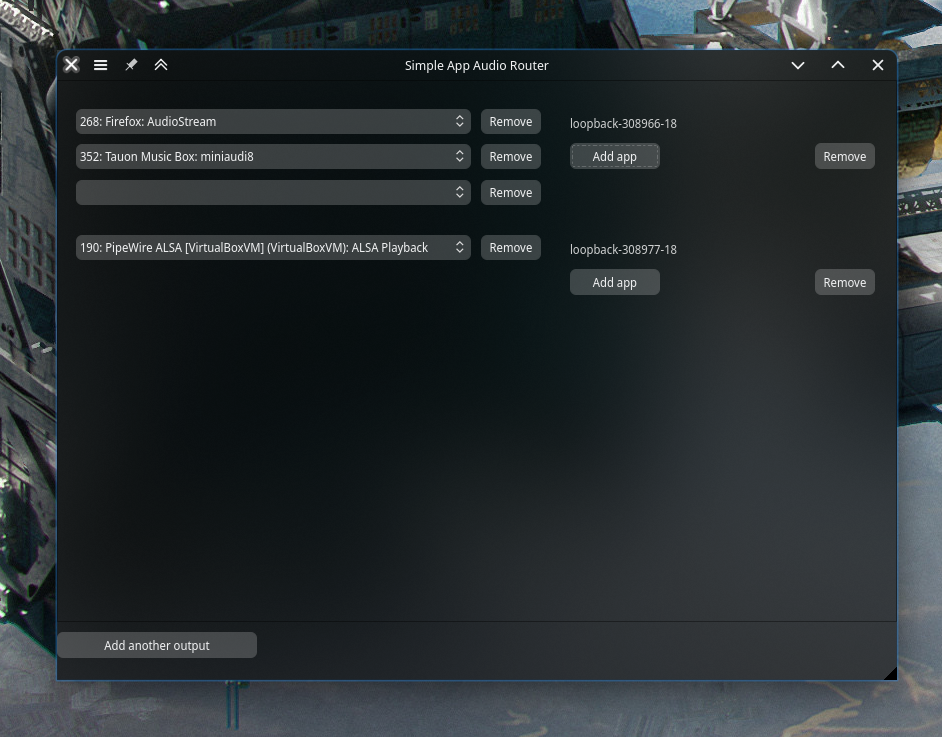 Simple App Audio Router
268: Firefox: AudioStream
Remove
loopback-308966-18
352: Tauon Music Box: miniaudi8
Remove
Add app
Remove
Remove
190: PipeWire ALSA [VirtualBoxVM] (VirtualBoxVM): ALSA Playback
Remove
loopback-308977-18
Add app
Remove
Add another output